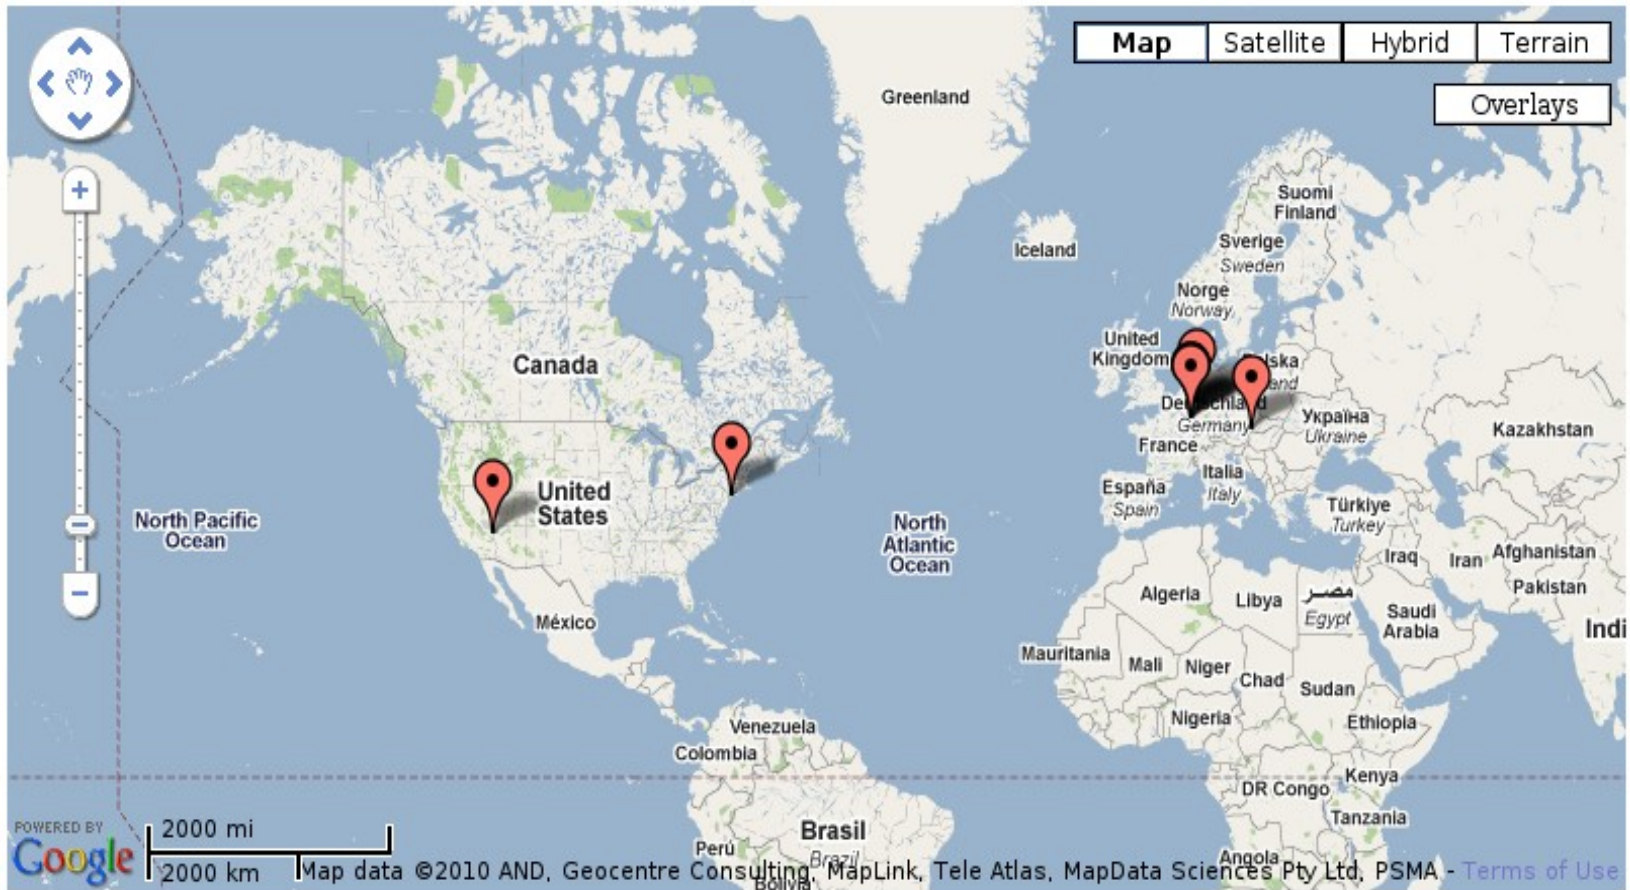 Map
Satellite
Hybrid
Terrain
Overlays
Greenland
Iceland
Suomi
Finland
Sverige
Sweden
Norge
Norway
United
Kingdom
Deutschland
Germany
Україна
Ukraine
France
Kazakhstan
Canada
United
States
North Pacific
Ocean
North
Atlantic
Ocean
España
Spain
Italia
Italy
Türkiye
Turkey
Iraq
Iran
Afghanistan
Pakistan
Algeria
Libya
مصر
Egypt
Saudi
Arabia
Indi
México
Mauritania
Mali
Niger
Chad
Sudan
Nigeria
Ethiopia
Venezuela
Colombia
Kenya
DR Congo
Tanzania
Brasil
Brazil
Perú
Angola
Bolivia
POWERED BY
Google
2000 mi
2000 km
Map data ©2010 AND, Geocentre Consulting, MapLink, Tele Atlas, MapData Sciences Pty Ltd, PSMA - Terms of Use